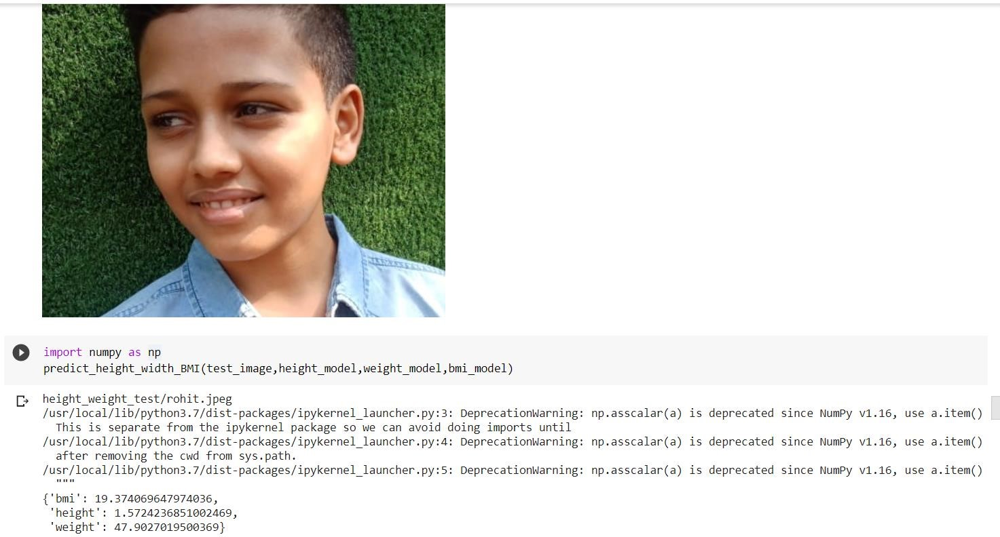 import numpy as np
predict_height_width_BMI(test_image,height_model,weight_model,bmi_model)
height_weight_test/rohit.jpeg
/usr/local/lib/python3.7/dist-packages/ipykernel_launcher.py:3: DeprecationWarning: np.asscalar(a) is deprecated since NumPy v1.16, use a.item()
  This is separate from the ipykernel package so we can avoid doing imports until
/usr/local/lib/python3.7/dist-packages/ipykernel_launcher.py:4: DeprecationWarning: np.asscalar(a) is deprecated since NumPy v1.16, use a.item()
  after removing the cwd from sys.path.
/usr/local/lib/python3.7/dist-packages/ipykernel_launcher.py:5: DeprecationWarning: np.asscalar(a) is deprecated since NumPy v1.16, use a.item()
  """
{'bmi': 19.374069647974036,
 'height': 1.5724236851002469,
 'weight': 47.9027019500369}